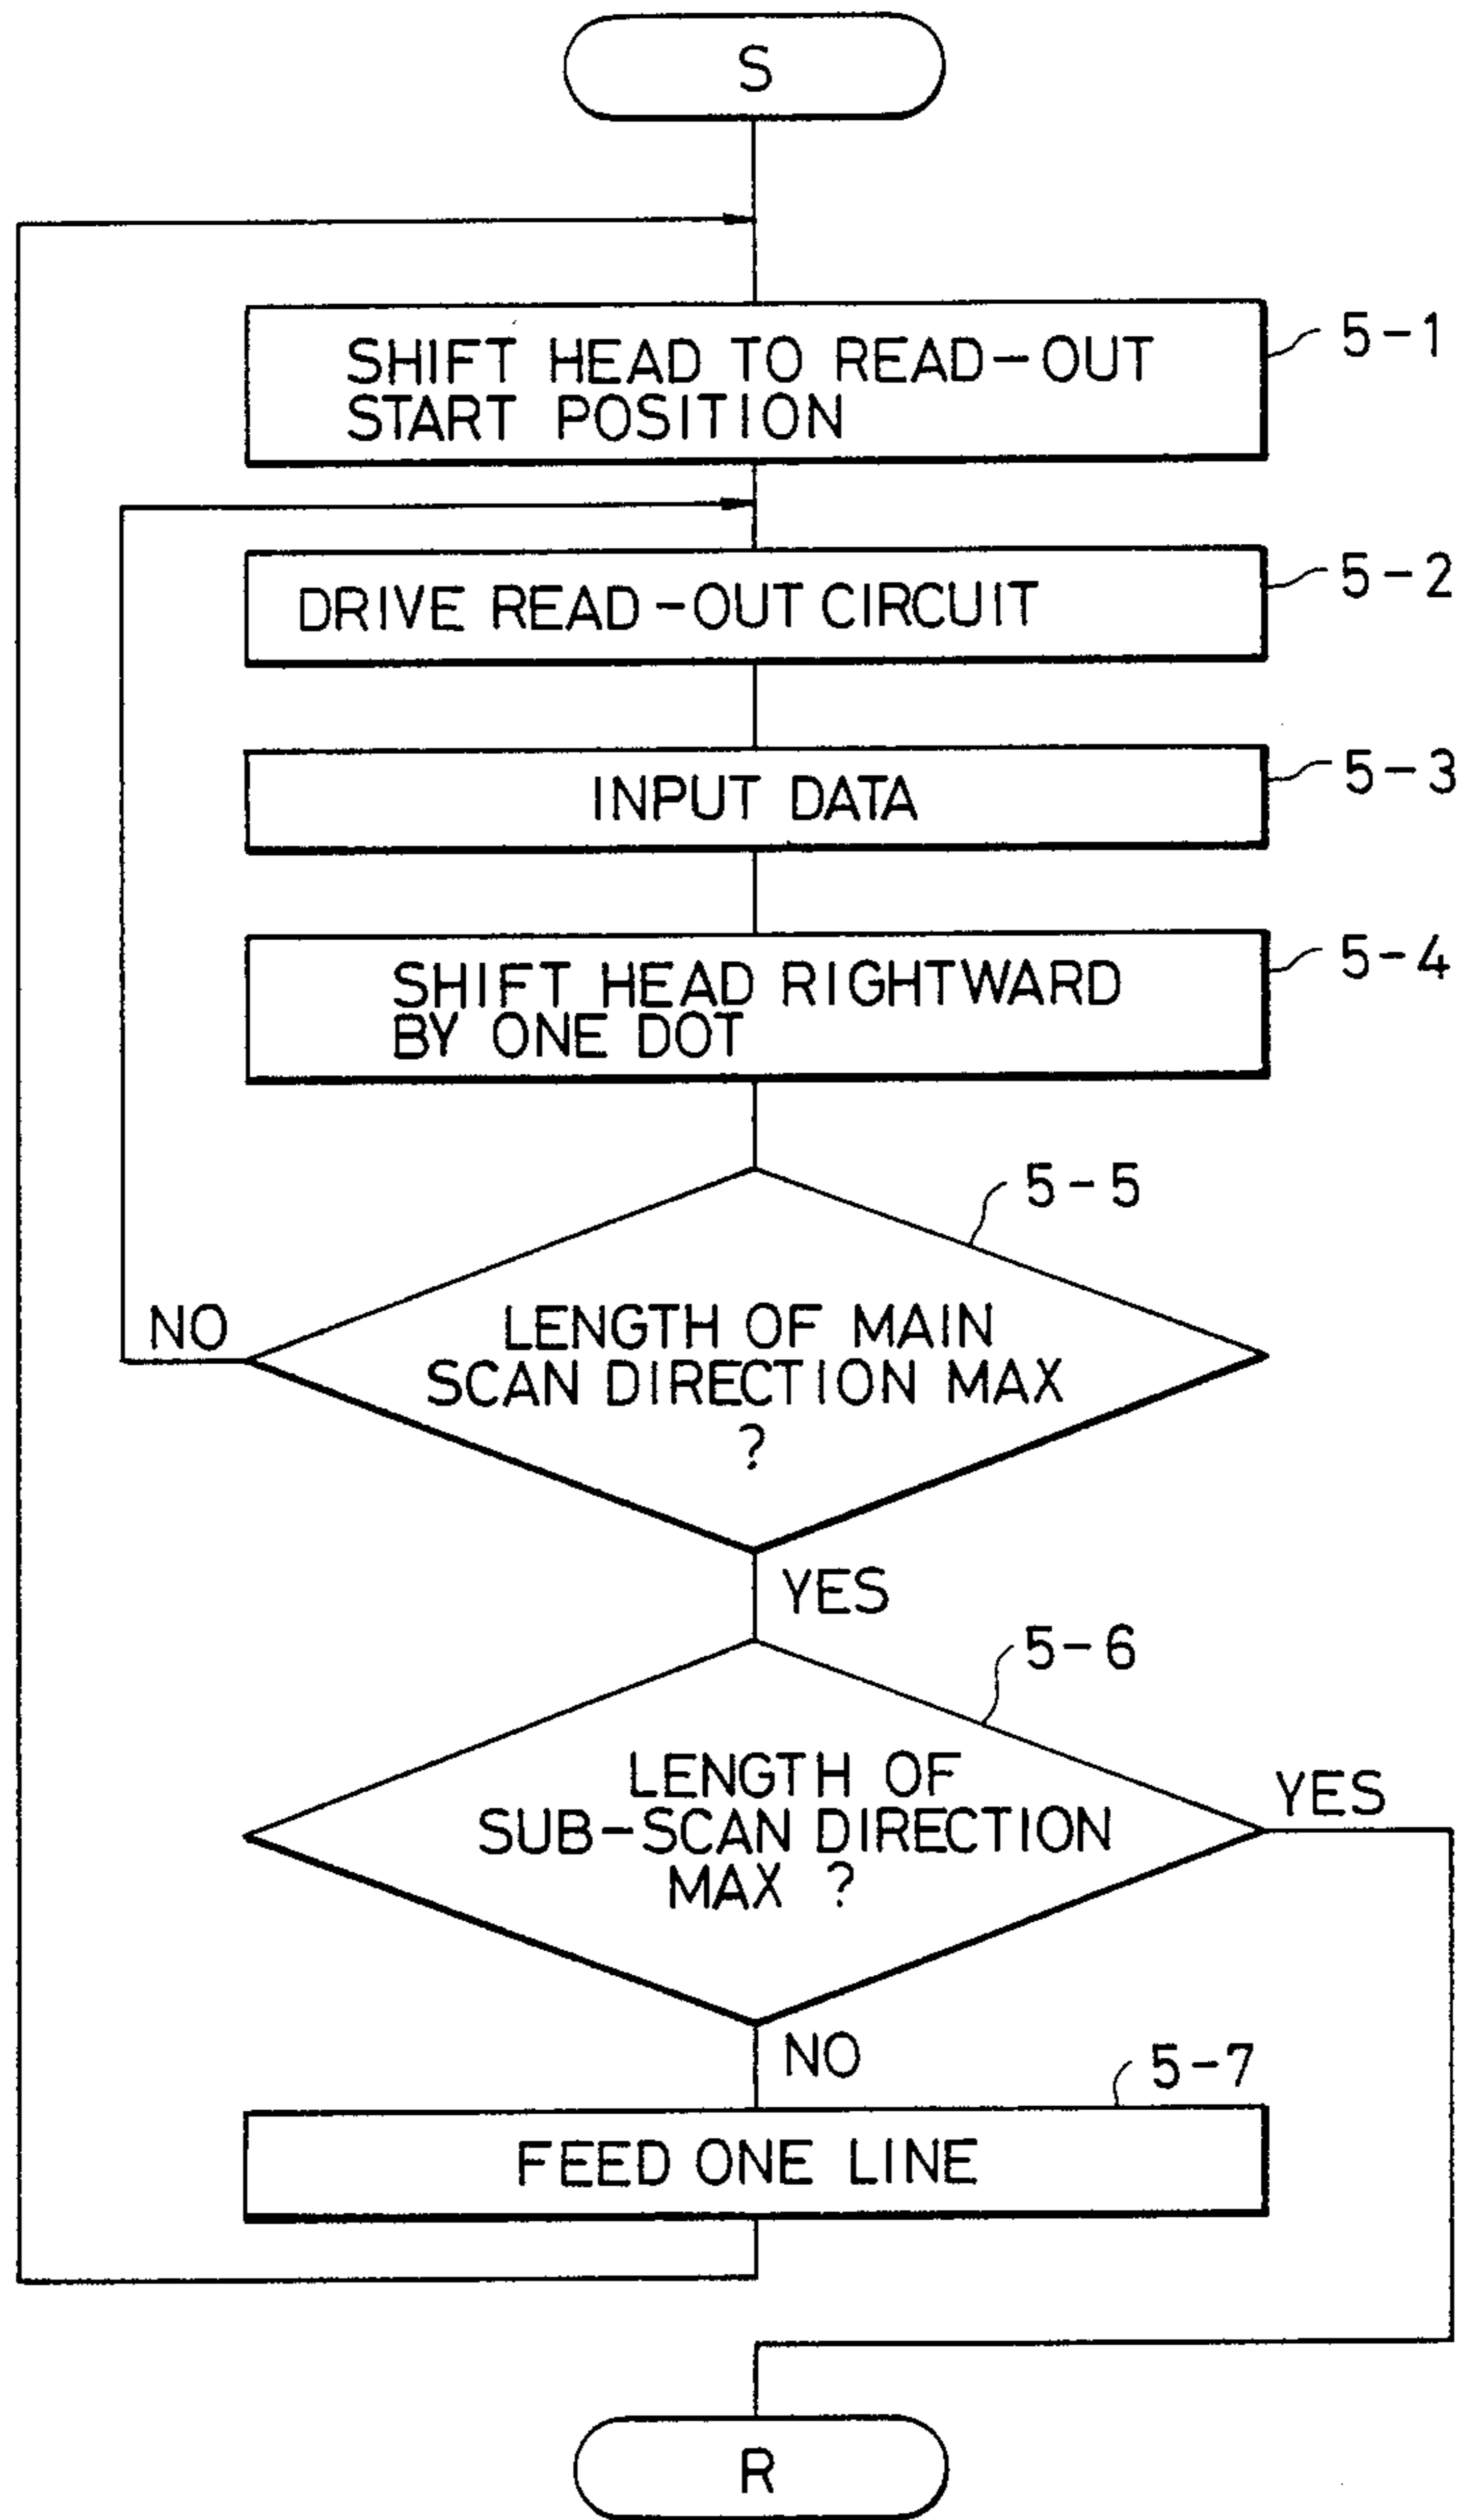 S
SHIFT HEAD TO READ-OUT
START POSITION
5-1
DRIVE READ-OUT CIRCUIT
5-2
INPUT DATA
5-3
SHIFT HEAD RIGHTWARD
BY ONE DOT
5-4
5-5
NO
LENGTH OF MAIN
SCAN DIRECTION MAX
?
YES
5-6
LENGTH OF
SUB-SCAN DIRECTION
MAX ?
YES
NO
5-7
FEED ONE LINE
R